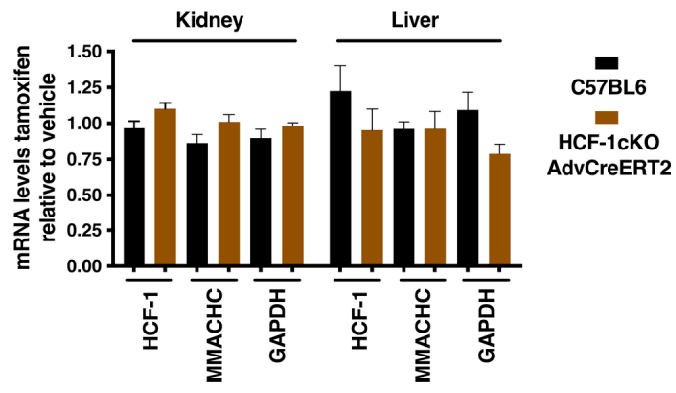 Kidney
Liver
mRNA levels tamoxifen
relative to vehicle
1.50
1.25
1.00
0.75
0.50
0.25
0.00
HCF-1
MMACHC
GAPDH
HCF-1
MMACHC
GAPDH
C57BL6
HCF-1cKO
AdvCreERT2